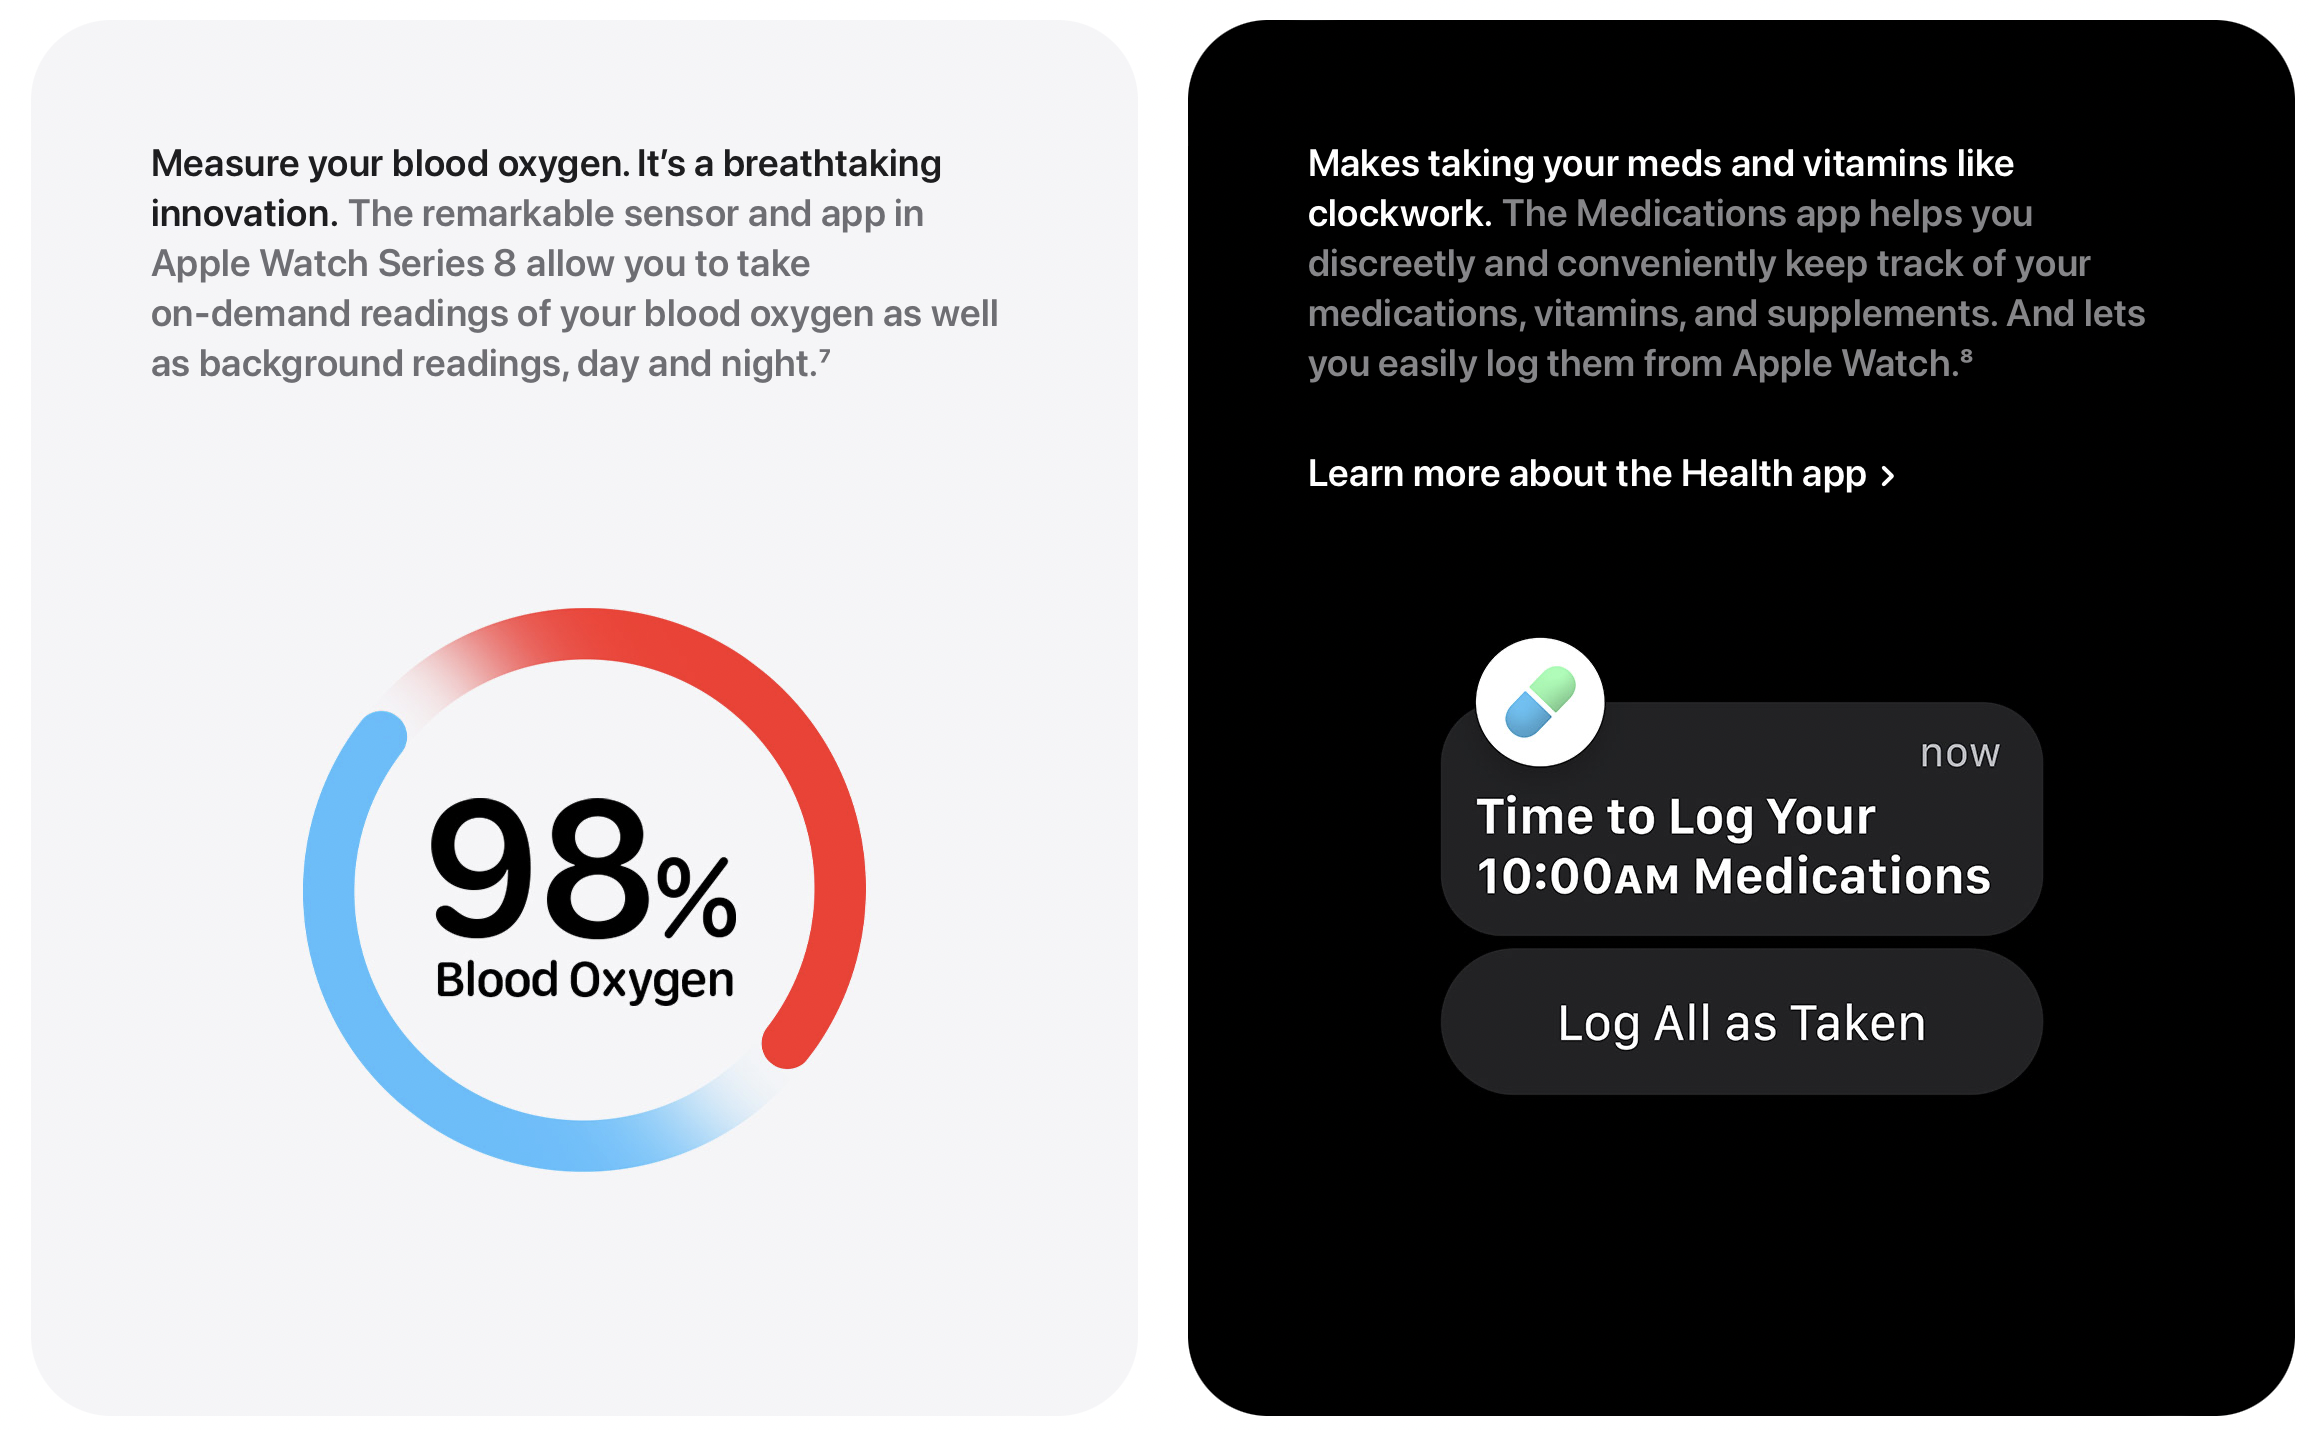 Measure your blood oxygen. It’s a breathtaking
innovation. The remarkable sensor and app in
Apple Watch Series 8 allow you to take
on-demand readings of your blood oxygen as well
as background readings, day and night.⁷
98%
Blood Oxygen
Makes taking your meds and vitamins like
clockwork. The Medications app helps you
discreetly and conveniently keep track of your
medications, vitamins, and supplements. And lets
you easily log them from Apple Watch.⁸
Learn more about the Health app >
now
Time to Log Your
10:00AM Medications
Log All as Taken